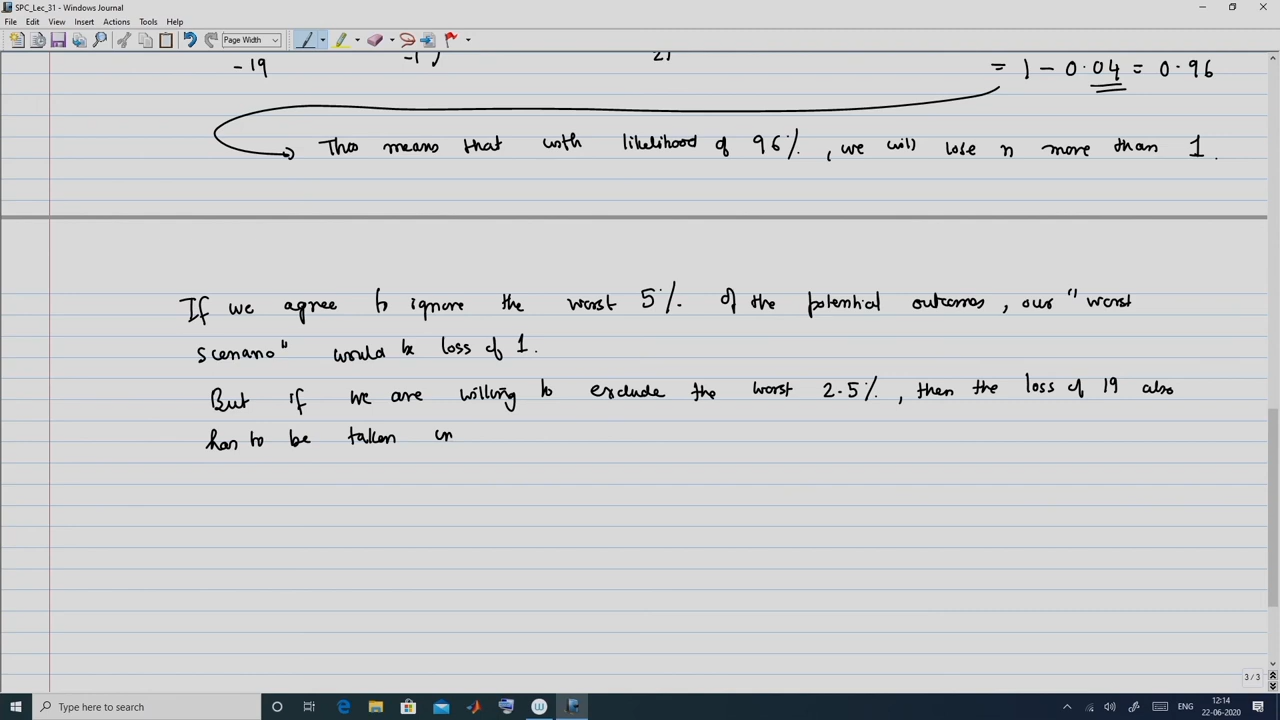 SPC_Lec_31 - Windows Journal
File Edit View Insert Actions Tools Help
Page Width
-19 21
= 1 - 0.04 = 0.96
This means that with likelihood of 96%, we will lose n more than 1.
If we agree to ignore the worst 5%. of the potential outcomes, our "worst
scenario" would be loss of 1.
But if we are willing to exclude the worst 2.5%, then the loss of 19 also
has to be taken in
3 / 3
Type here to search
ENG
12:14
22-06-2020